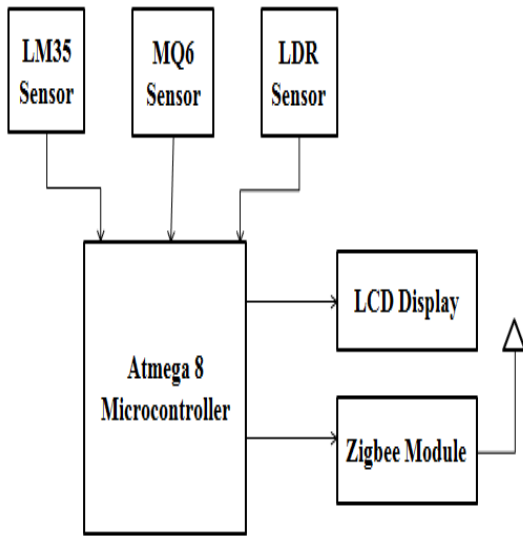 LM35
Sensor
MQ6
Sensor
LDR
Sensor
LCD Display
Atmega 8
Microcontroller
Zigbee Module